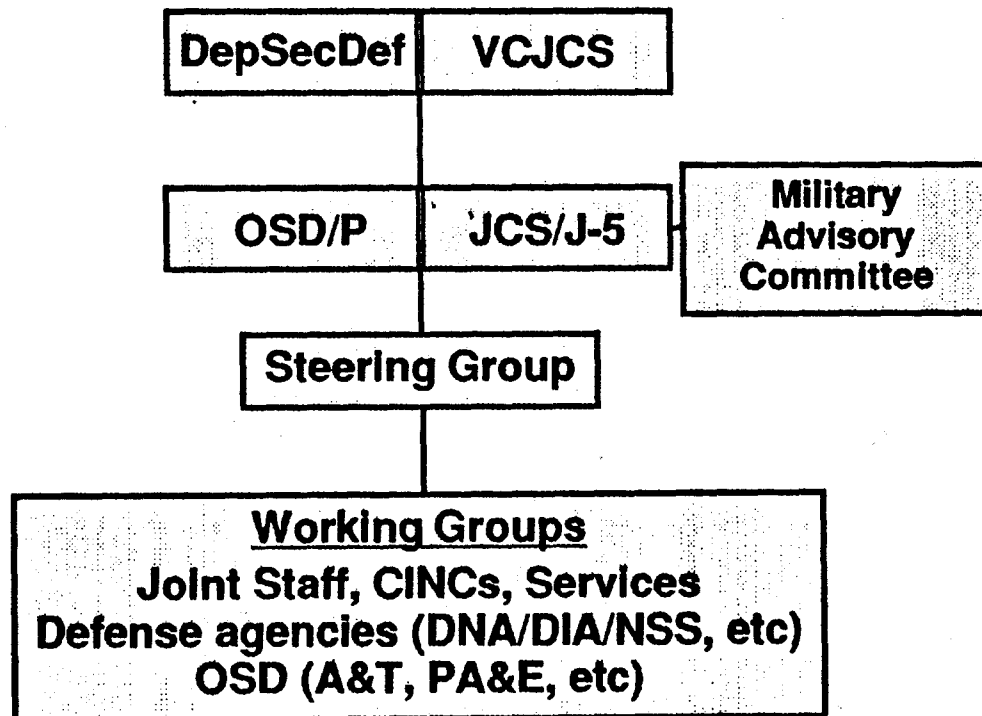 DepSecDef VCJCS
OSD/P JCS/J-5
Military
Advisory
Committee
Steering Group
Working Groups
Joint Staff, CINCs, Services
Defense agencies (DNA/DIA/NSS, etc)
OSD (A&T, PA&E, etc)